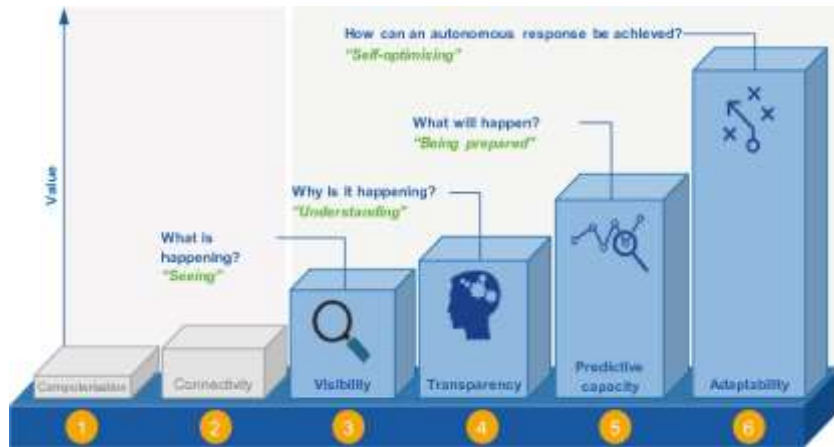 How can an autonomous response be achieved?
“Self-optimising”
What will happen?
“Being prepared”
Why is it happening?
“Understanding”
What is
happening?
“Seeing”
Value
Computerisation
Connectivity
Visibility
Transparency
Predictive
capacity
Adaptability
1
2
3
4
5
6